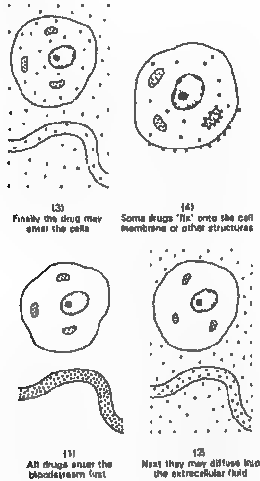 (3)
Finally the drug may
enter the cells
(4)
Some drugs 'fix' onto the cell
membrane or other structures
(1)
All drugs enter the
bloodstream first
(2)
Next they may diffuse into
the extracellular fluid